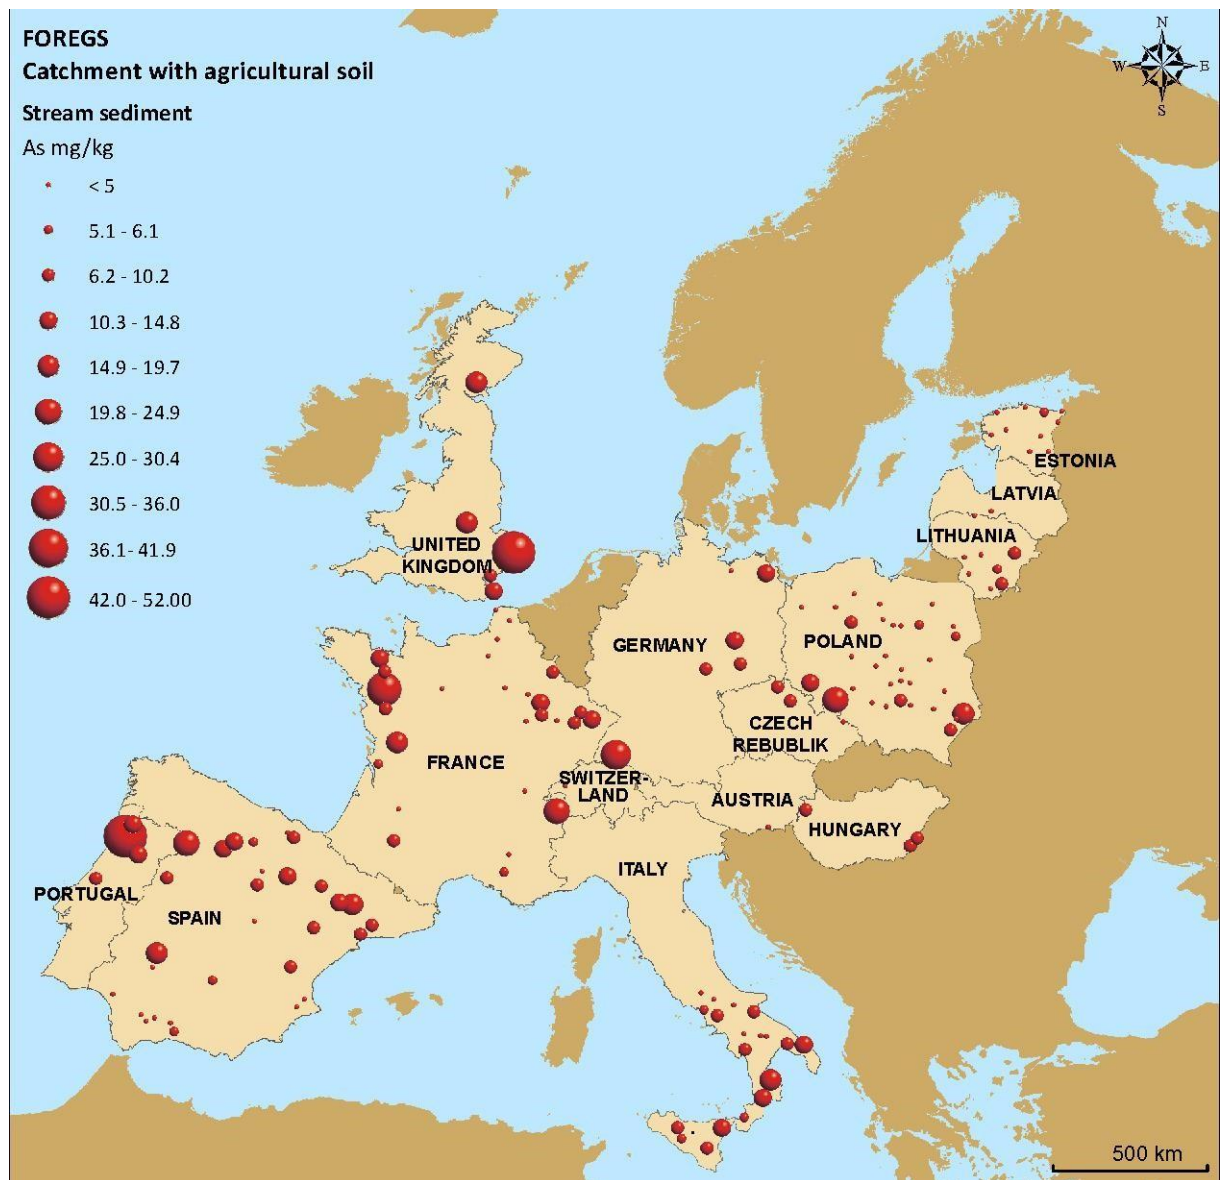 FOREGS
Catchment with agricultural soil
Stream sediment
As mg/kg
< 5
5.1 - 6.1
6.2 - 10.2
10.3 - 14.8
14.9 - 19.7
19.8 - 24.9
25.0 - 30.4
30.5 - 36.0
36.1 - 41.9
42.0 - 52.00
N
W
E
S
ESTONIA
LATVIA
LITHUANIA
UNITED
KINGDOM
GERMANY
POLAND
CZECH
REBUBLIK
FRANCE
SWITZER-
LAND
AUSTRIA
HUNGARY
ITALY
PORTUGAL
SPAIN
500 km